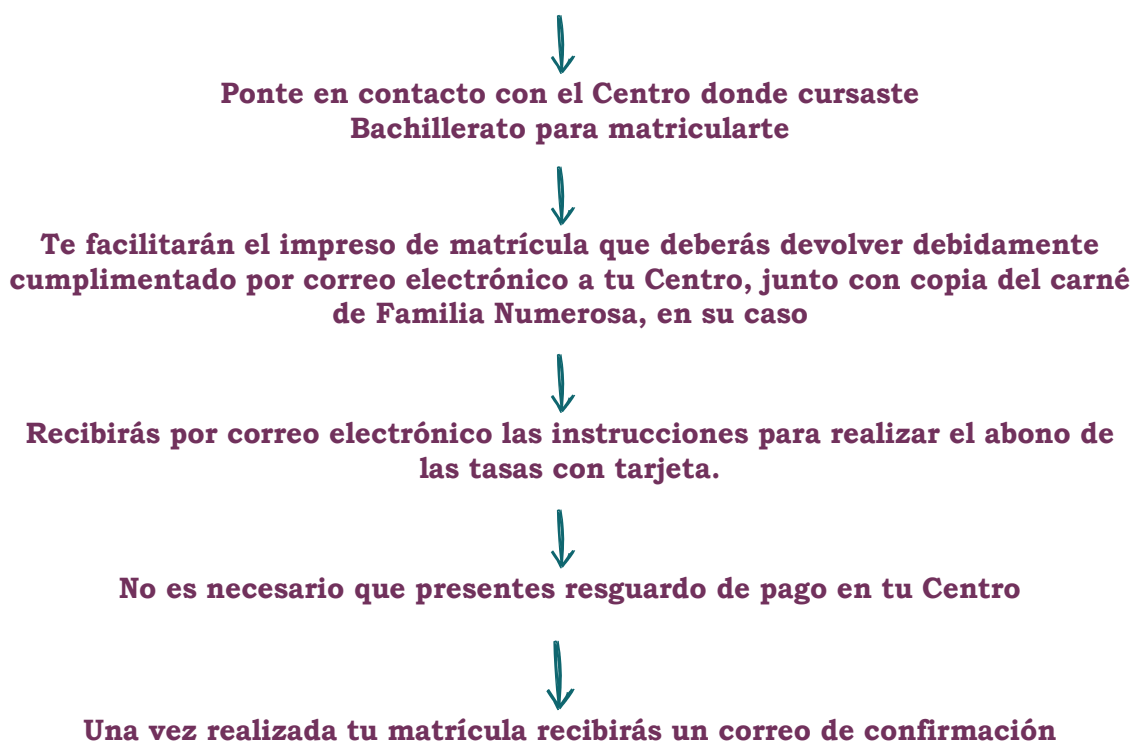 Ponte en contacto con el Centro donde cursaste
Bachillerato para matricularte
Te facilitarán el impreso de matrícula que deberás devolver debidamente
cumplimentado por correo electrónico a tu Centro, junto con copia del carné
de Familia Numerosa, en su caso
Recibirás por correo electrónico las instrucciones para realizar el abono de
las tasas con tarjeta.
No es necesario que presentes resguardo de pago en tu Centro
Una vez realizada tu matrícula recibirás un correo de confirmación